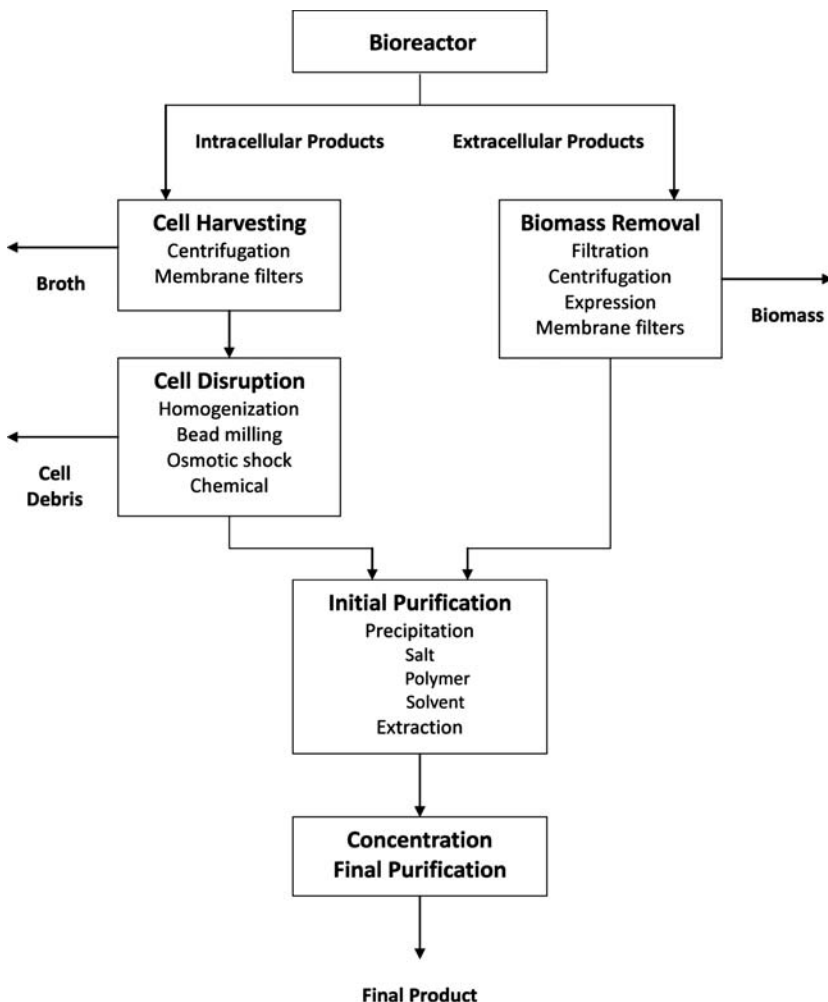 Bioreactor
Intracellular Products
Extracellular Products
Cell Harvesting
Centrifugation
Membrane filters
Broth
Biomass Removal
Filtration
Centrifugation
Expression
Membrane filters
Biomass
Cell Disruption
Homogenization
Bead milling
Osmotic shock
Chemical
Cell
Debris
Initial Purification
Precipitation
Salt
Polymer
Solvent
Extraction
Concentration
Final Purification
Final Product